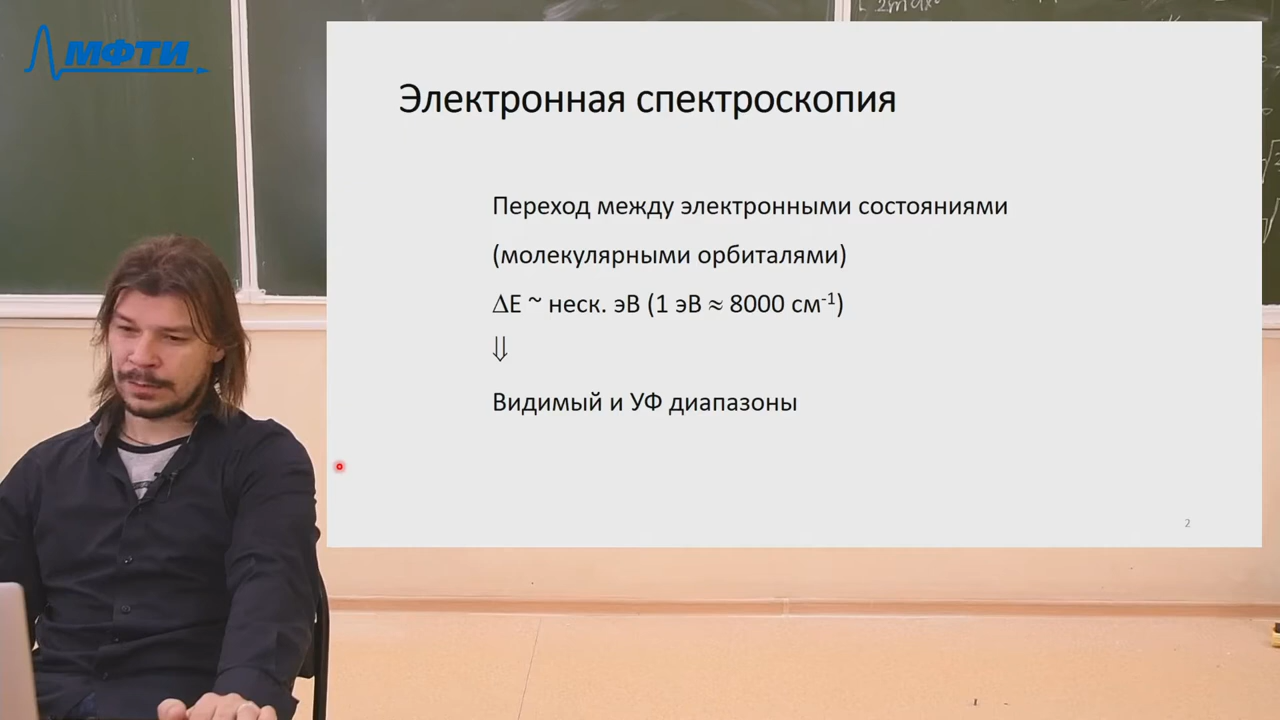 МФТИ
Электронная спектроскопия
Переход между электронными состояниями
(молекулярными орбиталями)
ΔE ~ неск. эВ (1 эВ ≈ 8000 см⁻¹)
⇓
Видимый и УФ диапазоны
2